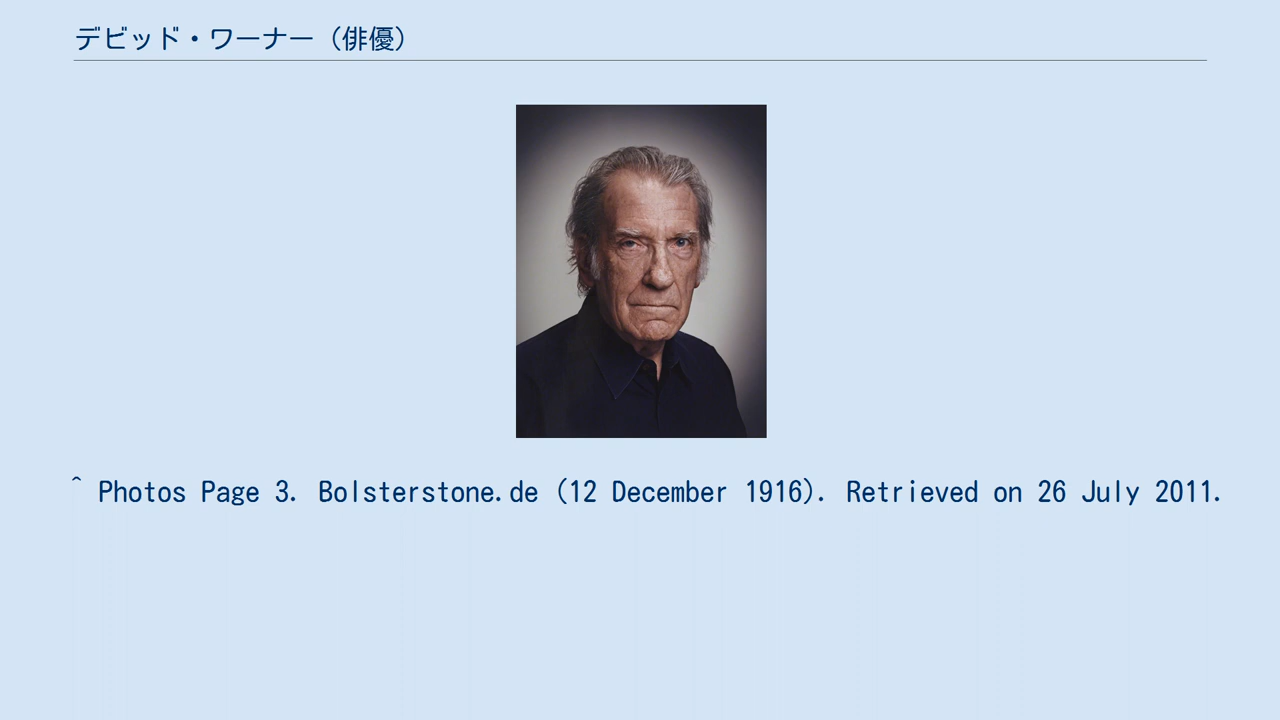 デビッド・ワーナー（俳優）
^ Photos Page 3. Bolsterstone.de (12 December 1916). Retrieved on 26 July 2011.